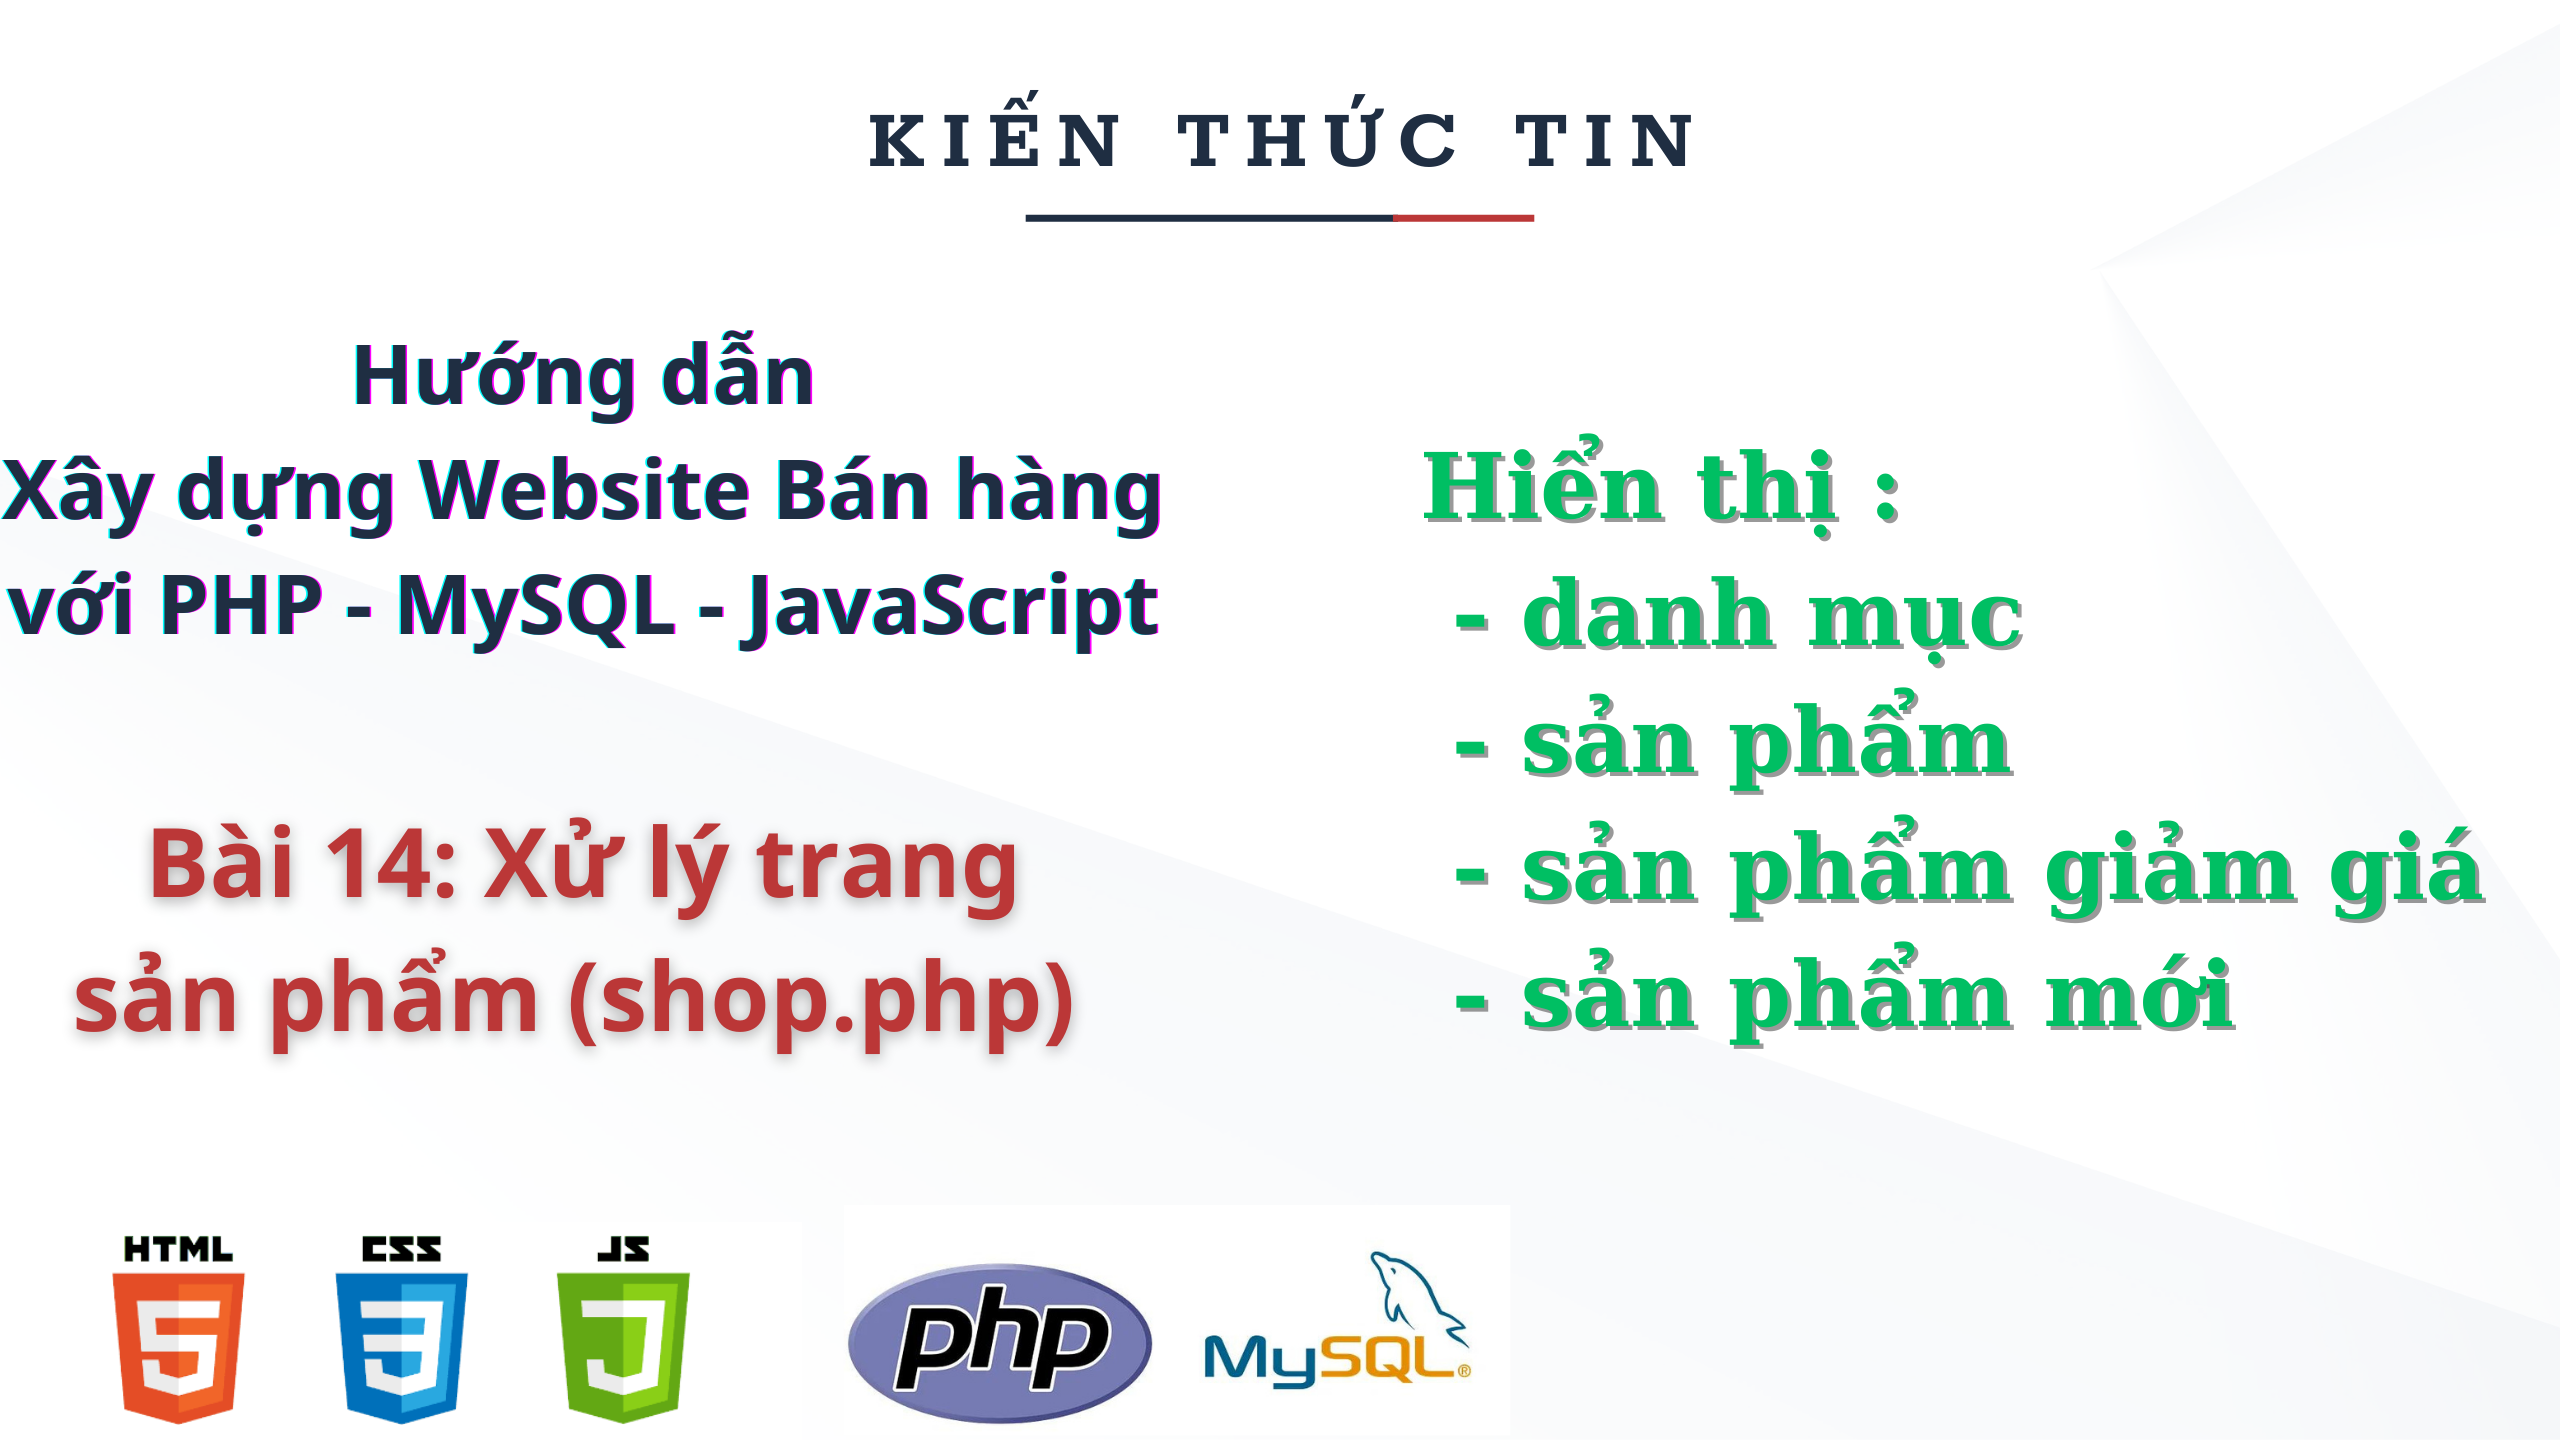 KIẾN THỨC TIN
Hướng dẫn
Xây dựng Website Bán hàng
với PHP - MySQL - JavaScript
Bài 14: Xử lý trang
sản phẩm (shop.php)
Hiển thị :
- danh mục
- sản phẩm
- sản phẩm giảm giá
- sản phẩm mới
HTML CSS JS
5 3 J
php
MySQL®